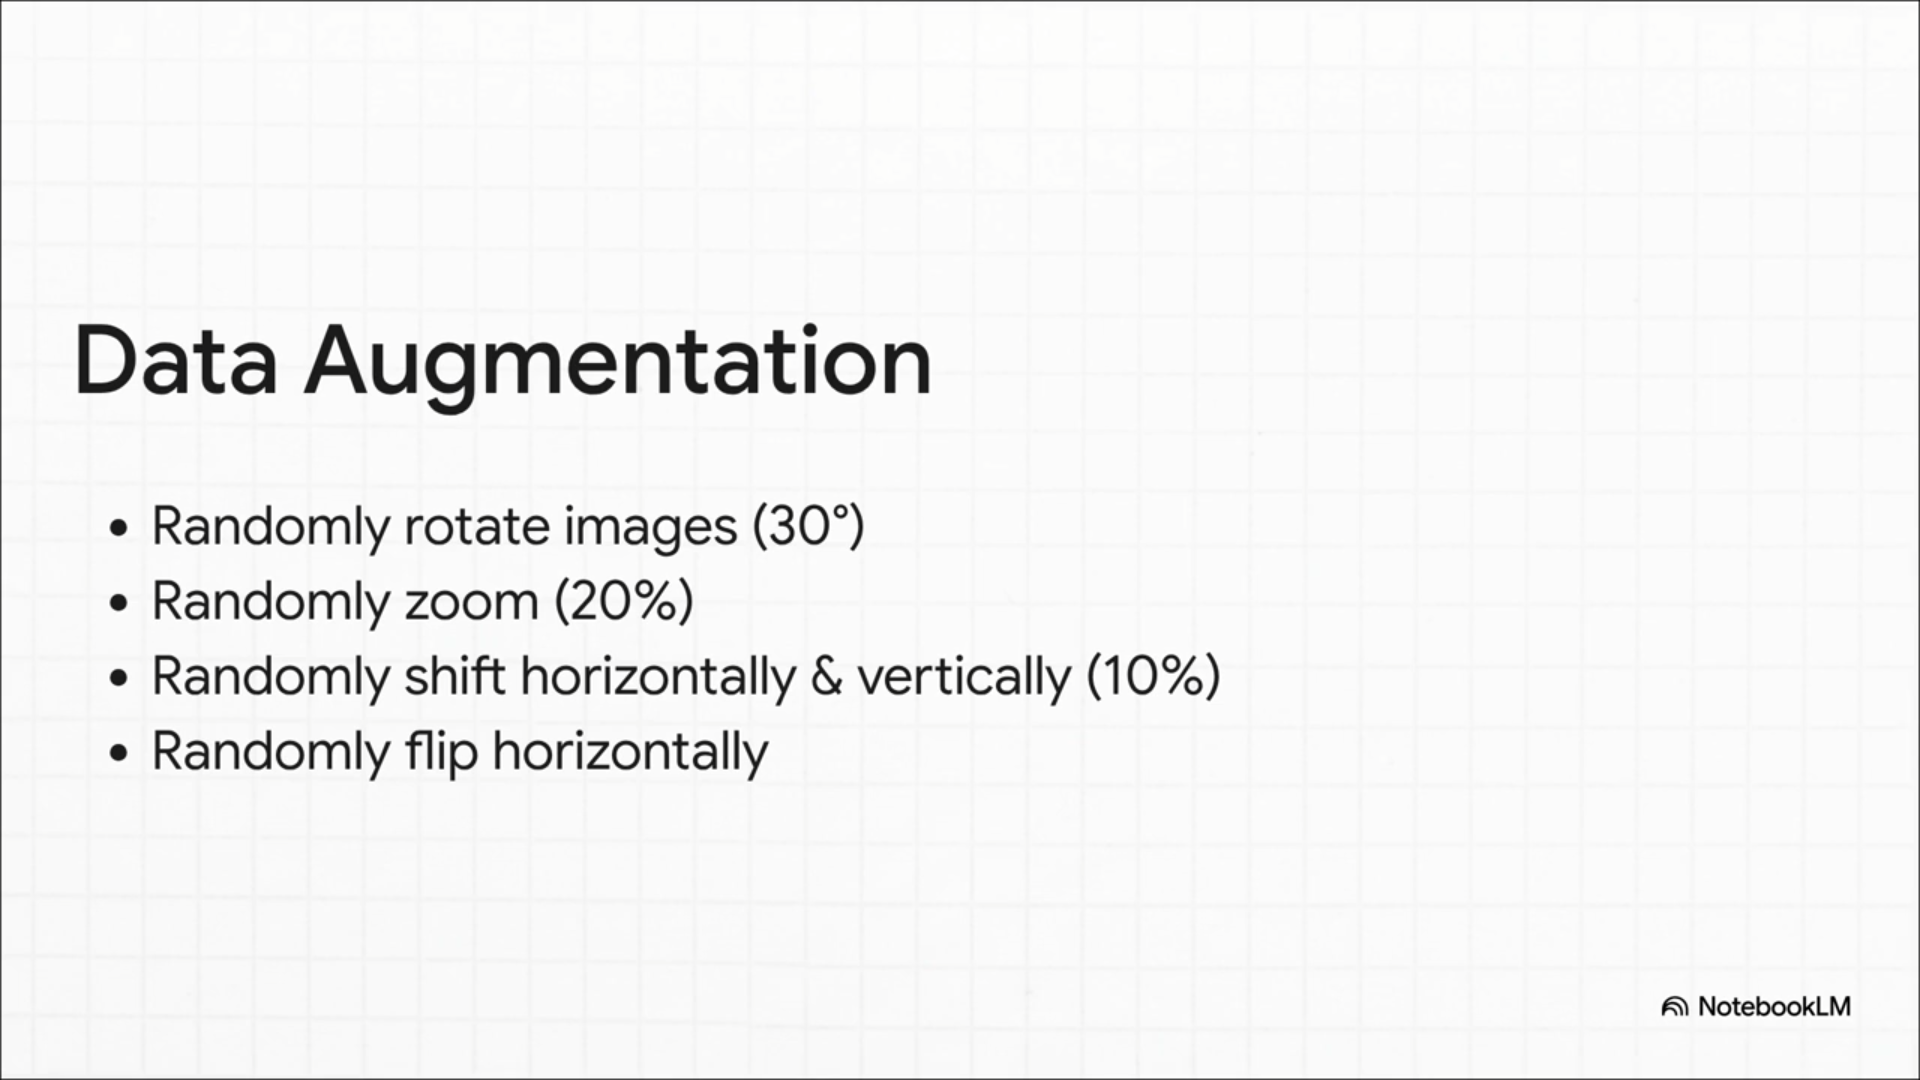 Data Augmentation
• Randomly rotate images (30°)
• Randomly zoom (20%)
• Randomly shift horizontally & vertically (10%)
• Randomly flip horizontally
NotebookLM